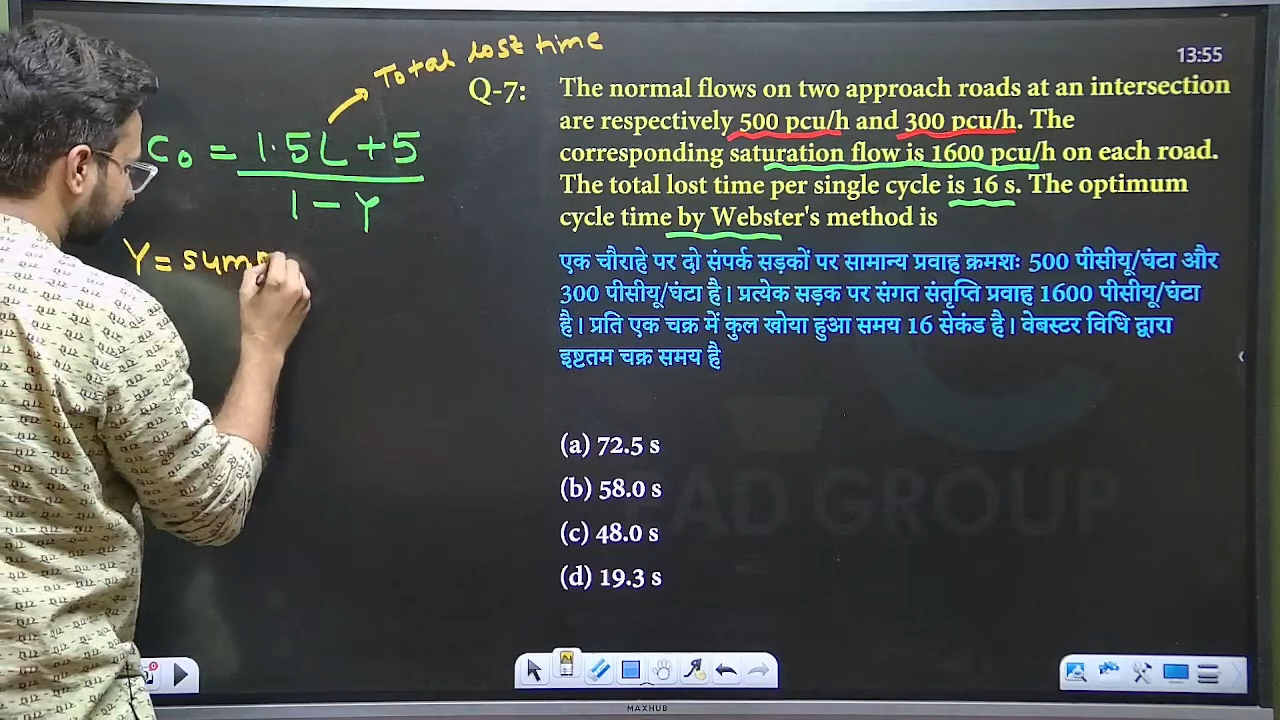 13:55
Total lost time
C₀ = 1.5L + 5
1 - Y
Y = sum
Q-7: The normal flows on two approach roads at an intersection
are respectively 500 pcu/h and 300 pcu/h. The
corresponding saturation flow is 1600 pcu/h on each road.
The total lost time per single cycle is 16 s. The optimum
cycle time by Webster's method is
एक चौराहे पर दो संपर्क सड़कों पर सामान्य प्रवाह क्रमशः 500 पीसीयू/घंटा और
300 पीसीयू/घंटा है। प्रत्येक सड़क पर संगत संतृप्ति प्रवाह 1600 पीसीयू/घंटा
है। प्रति एक चक्र में कुल खोया हुआ समय 16 सेकंड है। वेबस्टर विधि द्वारा
इष्टतम चक्र समय है
(a) 72.5 s
(b) 58.0 s
(c) 48.0 s
(d) 19.3 s
EAD GROUP
MAXHUB